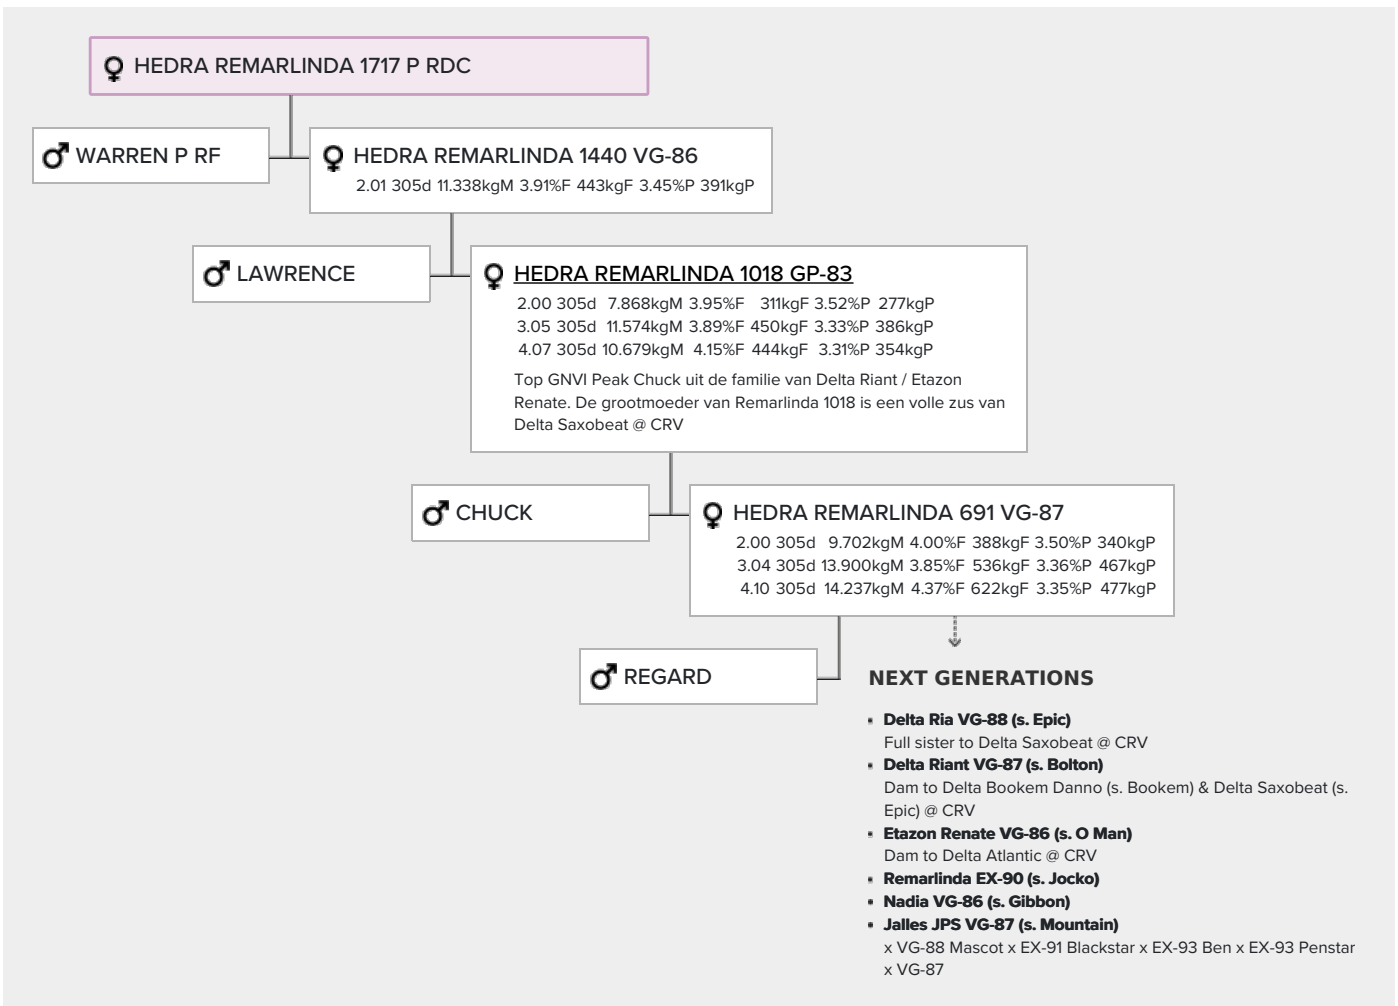 HEDRA REMARLINDA 1717 P RDC
WARREN P RF
HEDRA REMARLINDA 1440 VG-86
2.01 305d 11.338kgM 3.91%F 443kgF 3.45%P 391kgP
LAWRENCE
HEDRA REMARLINDA 1018 GP-83
2.00 305d 7.868kgM 3.95%F 311kgF 3.52%P 277kgP
3.05 305d 11.574kgM 3.89%F 450kgF 3.33%P 386kgP
4.07 305d 10.679kgM 4.15%F 444kgF 3.31%P 354kgP
Top GNVI Peak Chuck uit de familie van Delta Riant / Etazon
Renate. De grootmoeder van Remarlinda 1018 is een volle zus van
Delta Saxobeat @ CRV
CHUCK
HEDRA REMARLINDA 691 VG-87
2.00 305d 9.702kgM 4.00%F 388kgF 3.50%P 340kgP
3.04 305d 13.900kgM 3.85%F 536kgF 3.36%P 467kgP
4.10 305d 14.237kgM 4.37%F 622kgF 3.35%P 477kgP
REGARD
NEXT GENERATIONS
Delta Ria VG-88 (s. Epic)
Full sister to Delta Saxobeat @ CRV
Delta Riant VG-87 (s. Bolton)
Dam to Delta Bookem Danno (s. Bookem) & Delta Saxobeat (s.
Epic) @ CRV
Etazon Renate VG-86 (s. O Man)
Dam to Delta Atlantic @ CRV
Remarlinda EX-90 (s. Jocko)
Nadia VG-86 (s. Gibbon)
Jalles JPS VG-87 (s. Mountain)
x VG-88 Mascot x EX-91 Blackstar x EX-93 Ben x EX-93 Penstar
x VG-87